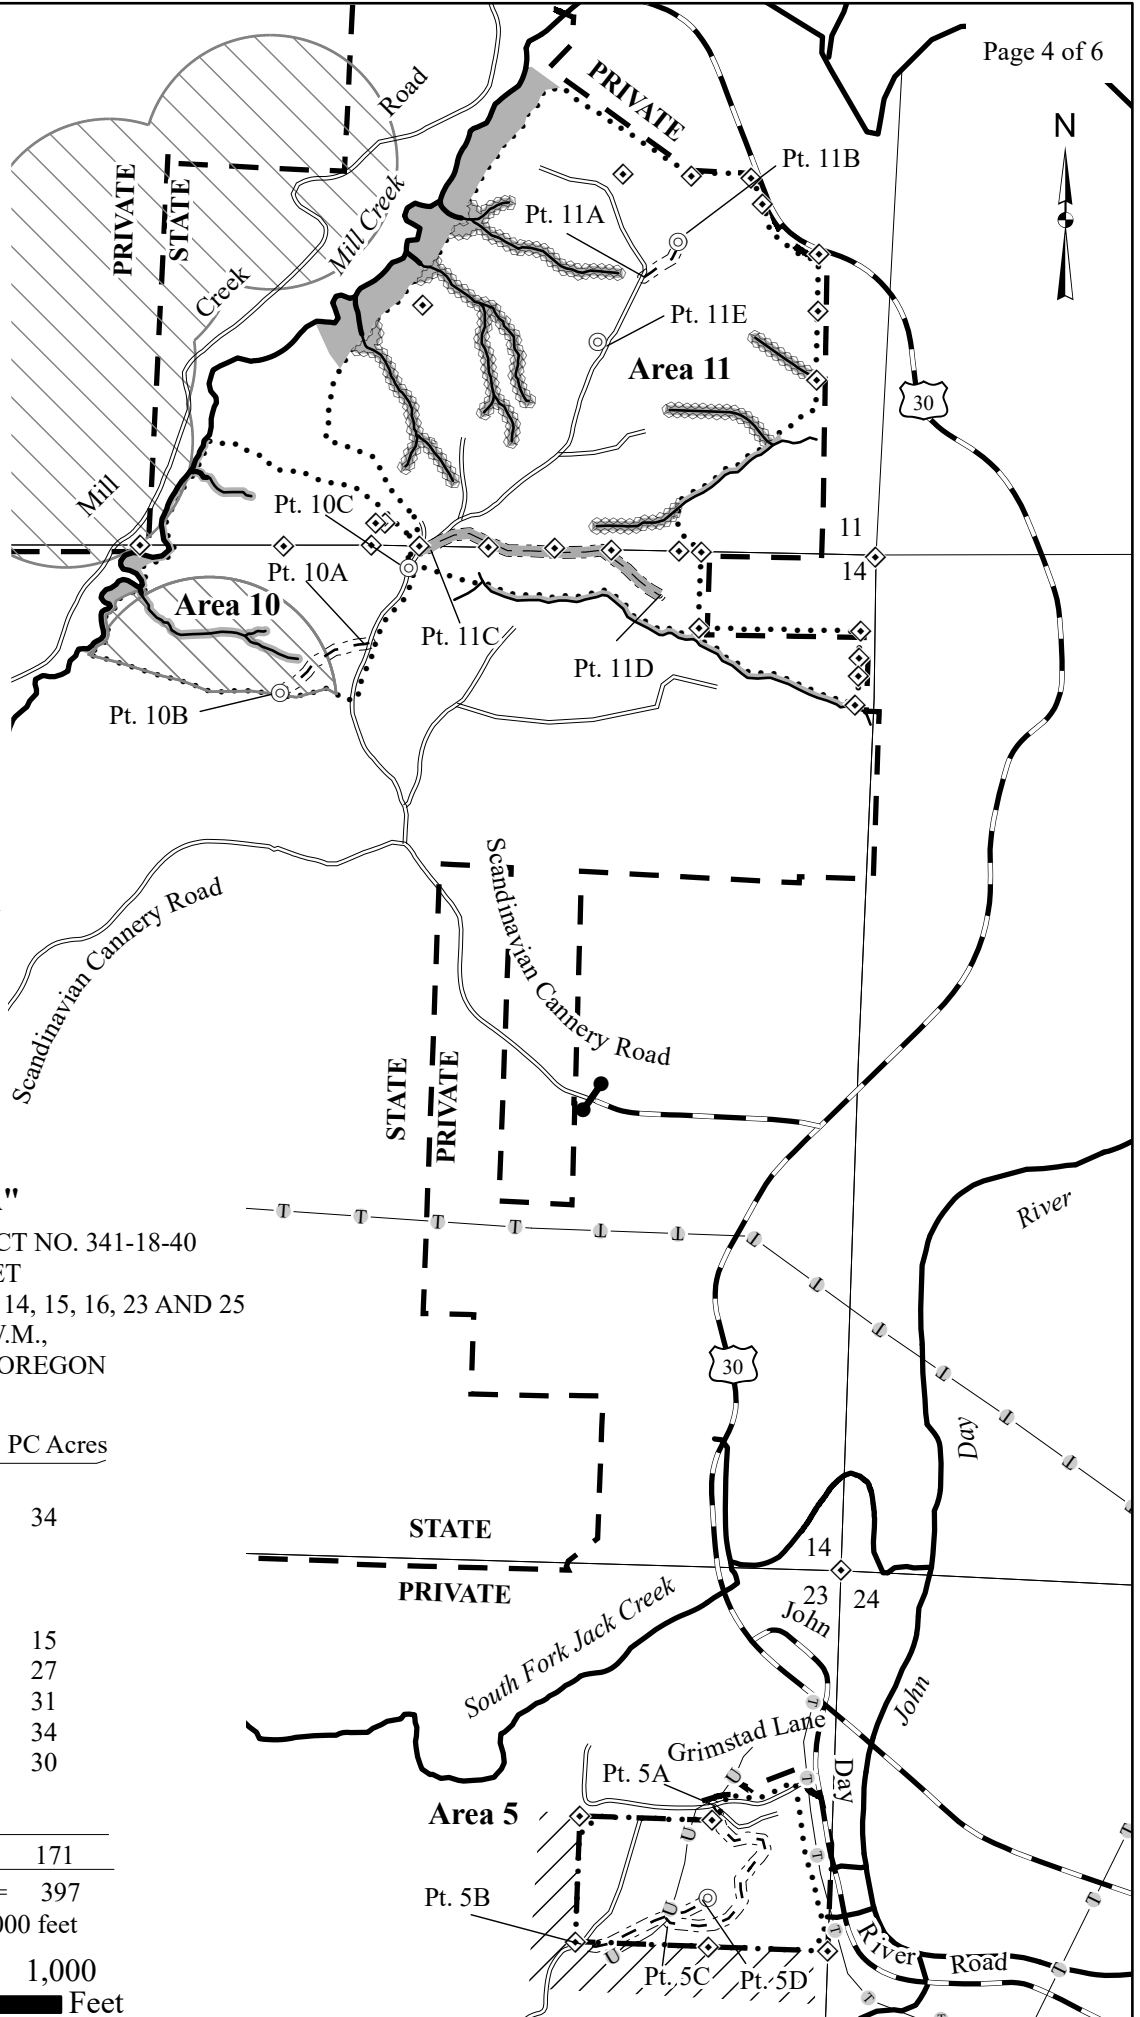 Page 4 of 6
N
PRIVATE
Road
Pt. 11B
PRIVATE
STATE
Mill Creek
Pt. 11A
Creek
Pt. 11E
Area 11
30
Mill
Pt. 10C
11
14
Pt. 10A
Area 10
Pt. 11C
Pt. 11D
Pt. 10B
Scandinavian Cannery Road
Scandinavian Cannery Road
STATE
PRIVATE
"
CT NO. 341-18-40
ET
14, 15, 16, 23 AND 25
W.M.,
OREGON
T T T T T T T
T T T T T T
River
30
Day
PC Acres
34
STATE
PRIVATE
14
23 24
John
South Fork Jack Creek
15
27
31
34
30
John
T
Grimstad Lane
Day
Pt. 5A
U
T
Area 5
U
T
T
171
= 397
000 feet
1,000
Feet
Pt. 5B
U
T
T
River Road
U
Pt. 5C
Pt. 5D
T
T